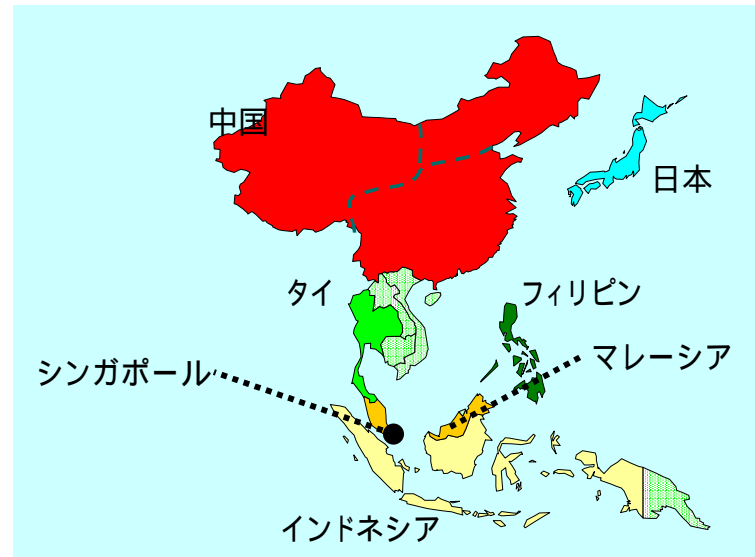 中国
日本
タイ
フィリピン
マレーシア
シンガポール
インドネシア